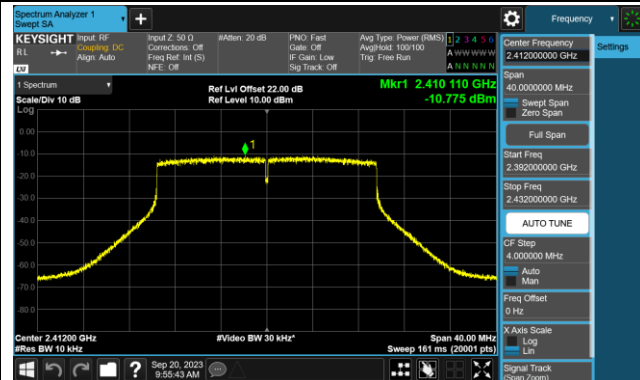 Spectrum Analyzer 1
Swept SA
Frequency
KEYSIGHT
Input: RF
Coupling: DC
Align: Auto
Input Z: 50 Ω
Corrections: Off
Freq Ref: Int (S)
NFE: Off
#Atten: 20 dB
PNO: Fast
Gate: Off
IF Gain: Low
Sig Track: Off
Avg Type: Power (RMS)
Avg|Hold: 100/100
Trig: Free Run
1 2 3 4 5 6
A W W W W W
A N N N N N
RL
LXI
1 Spectrum
Scale/Div 10 dB
Ref Lvl Offset 22.00 dB
Ref Level 10.00 dBm
Mkr1 2.410 110 GHz
-10.775 dBm
Log
0.00
-10.0
-20.0
-30.0
-40.0
-50.0
-60.0
-70.0
-80.0
1
Center 2.41200 GHz
#Res BW 10 kHz
#Video BW 30 kHz*
Span 40.00 MHz
Sweep 161 ms (20001 pts)
Sep 20, 2023
9:55:43 AM
Center Frequency
2.412000000 GHz
Settings
Span
40.0000000 MHz
Swept Span
Zero Span
Full Span
Start Freq
2.392000000 GHz
Stop Freq
2.432000000 GHz
AUTO TUNE
CF Step
4.000000 MHz
Auto
Man
Freq Offset
0 Hz
X Axis Scale
Log
Lin
Signal Track
(Span Zoom)